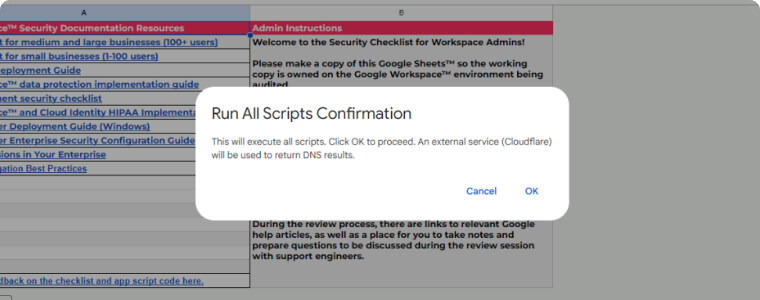 A
B
ce™ Security Documentation Resources
Admin Instructions
t for medium and large businesses (100+ users)
Welcome to the Security Checklist for Workspace Admins!
t for small businesses (1-100 users)
eployment Guide
Please make a copy of this Google Sheets™ so the working
ce™ data protection implementation guide
copy is owned on the Google Workspace™ environment being
ent security checklist
audited
ce™ and Cloud Identity HIPAA Implementa
er Deployment Guide (Windows)
er Enterprise Security Configuration Guide
sions in Your Enterprise
gation Best Practices
Run All Scripts Confirmation
This will execute all scripts. Click OK to proceed. An external service (Cloudflare)
will be used to return DNS results.
Cancel
OK
During the review process, there are links to relevant Google
help articles, as well as a place for you to take notes and
prepare questions to be discussed during the review session
with support engineers.
dback on the checklist and app script code here.